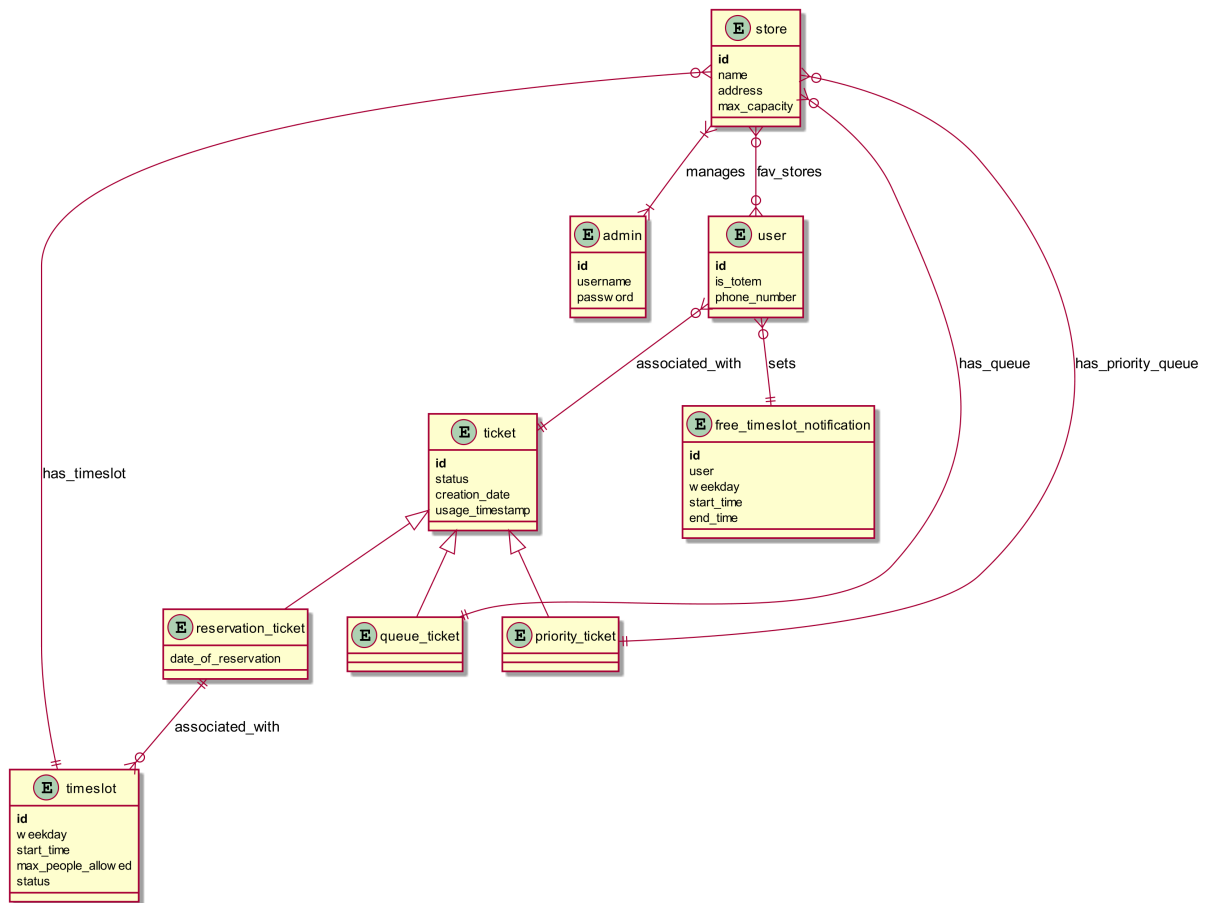 E store
id
name
address
max_capacity
manages
fav_stores
E admin
id
username
password
E user
id
is_totem
phone_number
associated_with
sets
has_queue
has_priority_queue
E ticket
id
status
creation_date
usage_timestamp
E free_timeslot_notification
id
user
weekday
start_time
end_time
has_timeslot
E reservation_ticket
date_of_reservation
E queue_ticket
E priority_ticket
associated_with
E timeslot
id
weekday
start_time
max_people_allowed
status